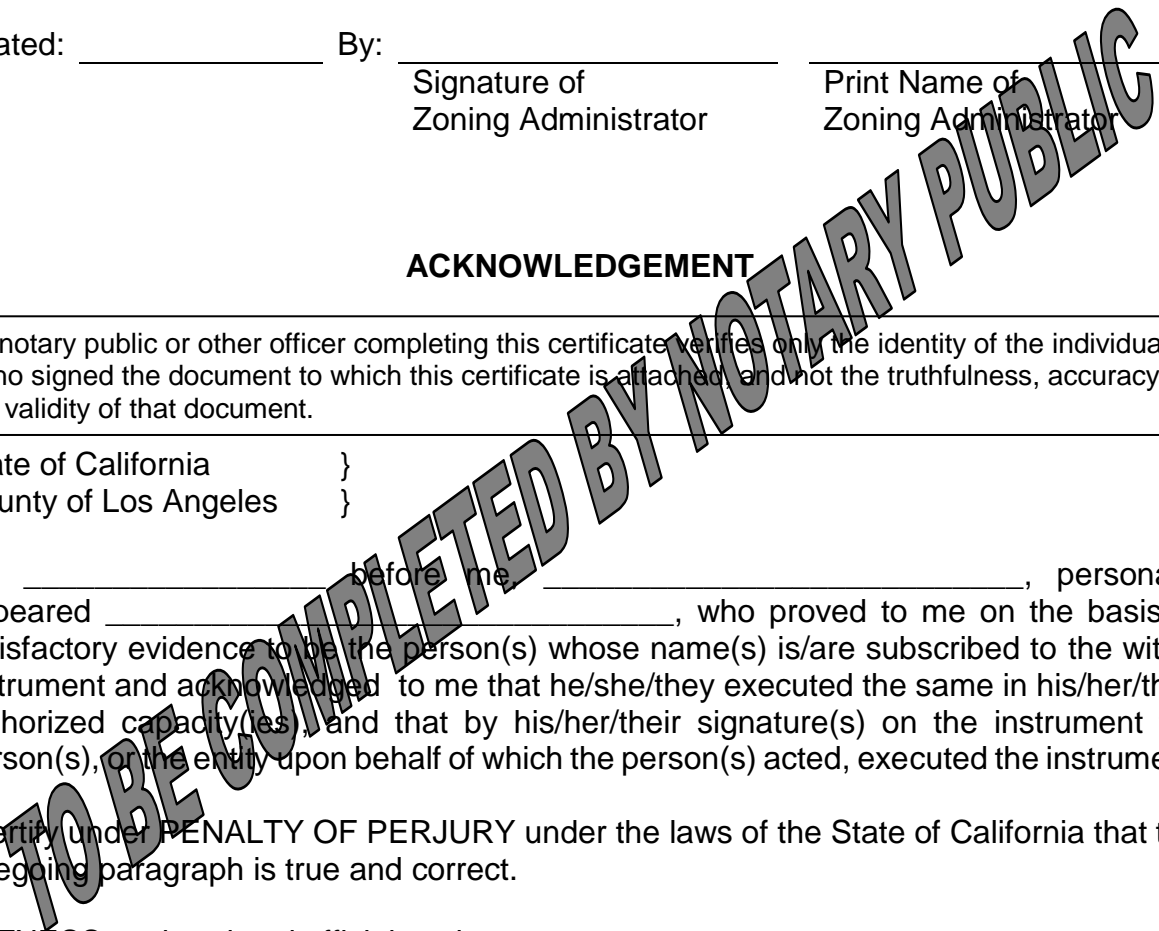 ated: ______________ By: ______________________ ______________________
Signature of Print Name of
Zoning Administrator Zoning Administrator
ACKNOWLEDGEMENT
notary public or other officer completing this certificate verifies only the identity of the individua
ho signed the document to which this certificate is attached, and not the truthfulness, accuracy
validity of that document.
ate of California }
unty of Los Angeles }
__________________ before me, ____________________________, persona
peared _________________________________, who proved to me on the basis
isfactory evidence to be the person(s) whose name(s) is/are subscribed to the wit
trument and acknowledged to me that he/she/they executed the same in his/her/th
horized capacity(ies), and that by his/her/their signature(s) on the instrument
rson(s), or the entity upon behalf of which the person(s) acted, executed the instrume
ertify under PENALTY OF PERJURY under the laws of the State of California that t
egoing paragraph is true and correct.
TO BE COMPLETED BY NOTARY PUBLIC